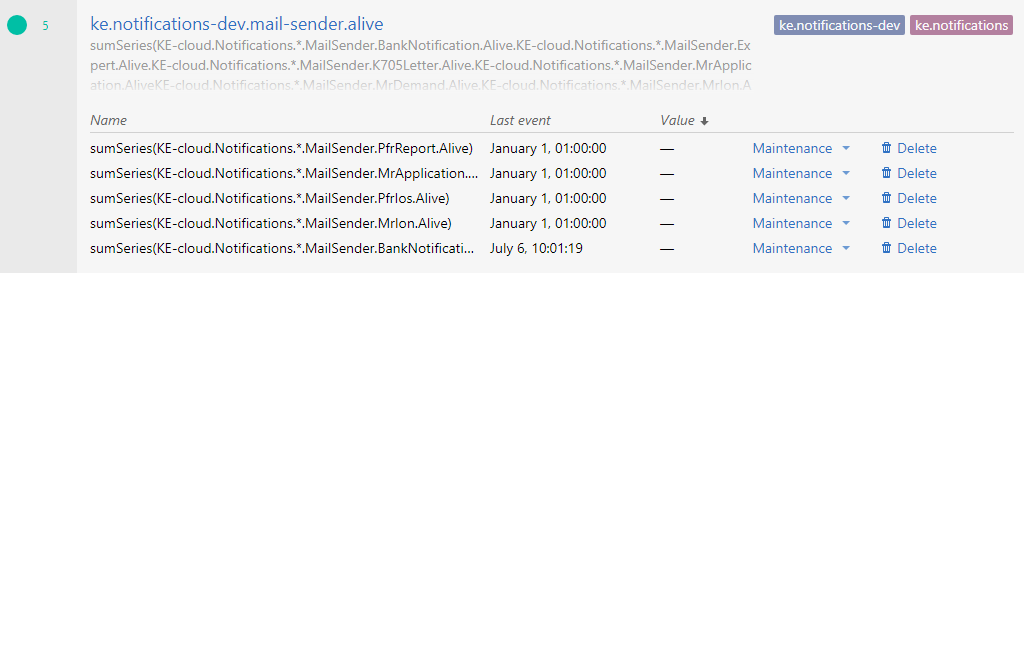 5 ke.notifications-dev.mail-sender.alive ke.notifications-dev ke.notifications
sumSeries(KE-cloud.Notifications.*.MailSender.BankNotification.Alive.KE-cloud.Notifications.*.MailSender.Ex
pert.Alive.KE-cloud.Notifications.*.MailSender.K705Letter.Alive.KE-cloud.Notifications.*.MailSender.MrApplic
ation.AliveKE-cloud.Notifications.*.MailSender.MrDemand.Alive.KE-cloud.Notifications.*.MailSender.MrIon.A
Name Last event Value
sumSeries(KE-cloud.Notifications.*.MailSender.PfrReport.Alive) January 1, 01:00:00 — Maintenance Delete
sumSeries(KE-cloud.Notifications.*.MailSender.MrApplication.... January 1, 01:00:00 — Maintenance Delete
sumSeries(KE-cloud.Notifications.*.MailSender.PfrIos.Alive) January 1, 01:00:00 — Maintenance Delete
sumSeries(KE-cloud.Notifications.*.MailSender.MrIon.Alive) January 1, 01:00:00 — Maintenance Delete
sumSeries(KE-cloud.Notifications.*.MailSender.BankNotificati... July 6, 10:01:19 — Maintenance Delete